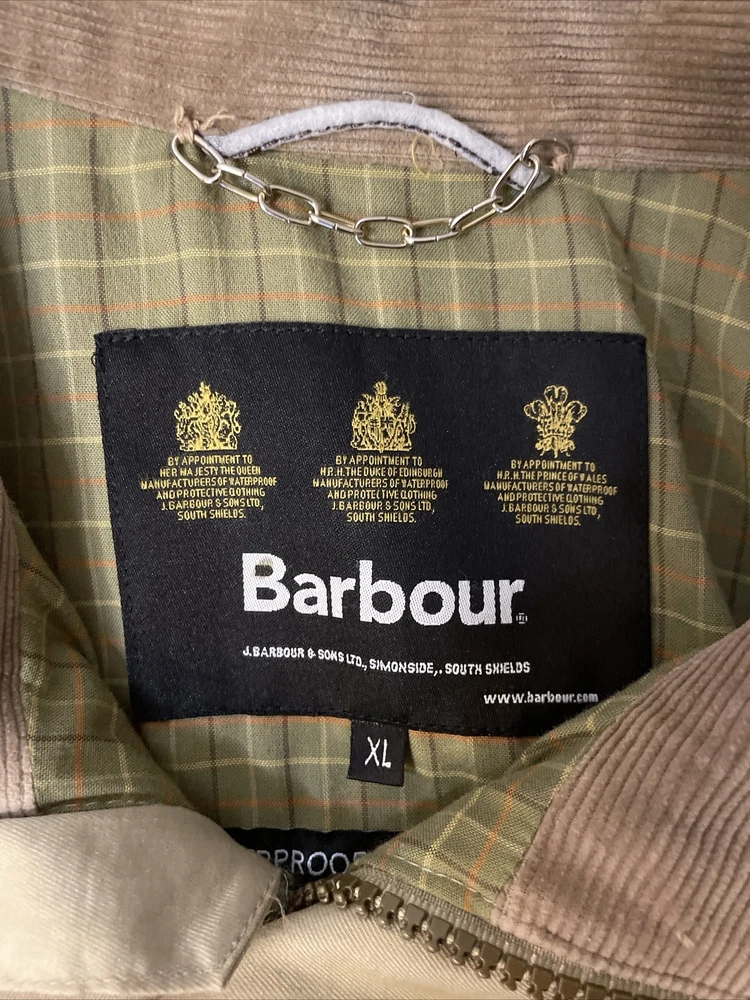 BY APPOINTMENT TO
HER MAJESTY THE QUEEN
MANUFACTURERS OF WATERPROOF
AND PROTECTIVE CLOTHING
J. BARBOUR & SONS LTD,
SOUTH SHIELDS.
BY APPOINTMENT TO
H.R.H. THE DUKE OF EDINBURGH
MANUFACTURERS OF WATERPROOF
AND PROTECTIVE CLOTHING
J. BARBOUR & SONS LTD,
SOUTH SHIELDS.
BY APPOINTMENT TO
H.R.H. THE PRINCE OF WALES
MANUFACTURERS OF WATERPROOF
AND PROTECTIVE CLOTHING
J. BARBOUR & SONS LTD,
SOUTH SHIELDS.
Barbour
J. BARBOUR & SONS LTD., SIMONSIDE,. SOUTH SHIELDS
www.barbour.com
XL